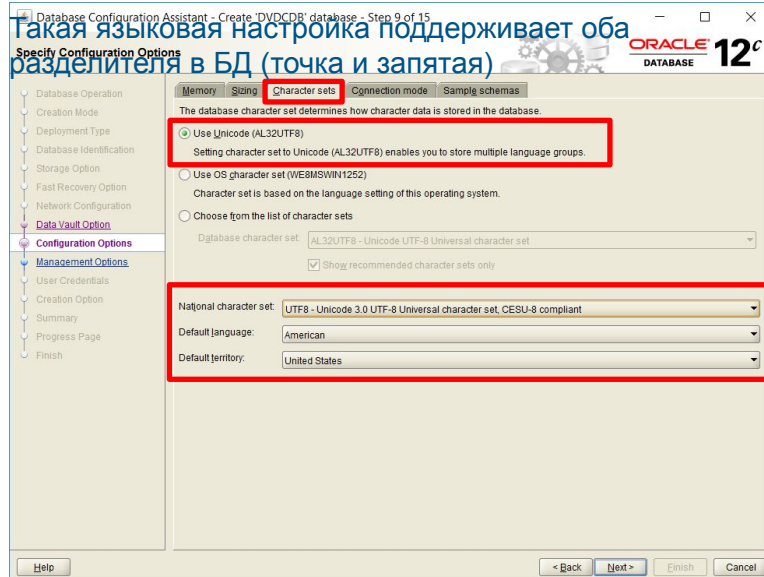 Database Configuration Assistant - Create 'DVDCDB' database - Step 9 of 15
Такая языковая настройка поддерживает оба
разделителя в БД (точка и запятая)
Specify Configuration Options
ORACLE
DATABASE
12c
Database Operation
Creation Mode
Deployment Type
Database Identification
Storage Option
Fast Recovery Option
Network Configuration
Data Vault Option
Configuration Options
Management Options
User Credentials
Creation Option
Summary
Progress Page
Finish
Memory Sizing Character sets Connection mode Sample schemas
The database character set determines how character data is stored in the database.
Use Unicode (AL32UTF8)
Setting character set to Unicode (AL32UTF8) enables you to store multiple language groups.
Use OS character set (WE8MSWIN1252)
Character set is based on the language setting of this operating system.
Choose from the list of character sets
Database character set: AL32UTF8 - Unicode UTF-8 Universal character set
Show recommended character sets only
National character set: UTF8 - Unicode 3.0 UTF-8 Universal character set, CESU-8 compliant
Default language: American
Default territory: United States
Help < Back Next > Finish Cancel